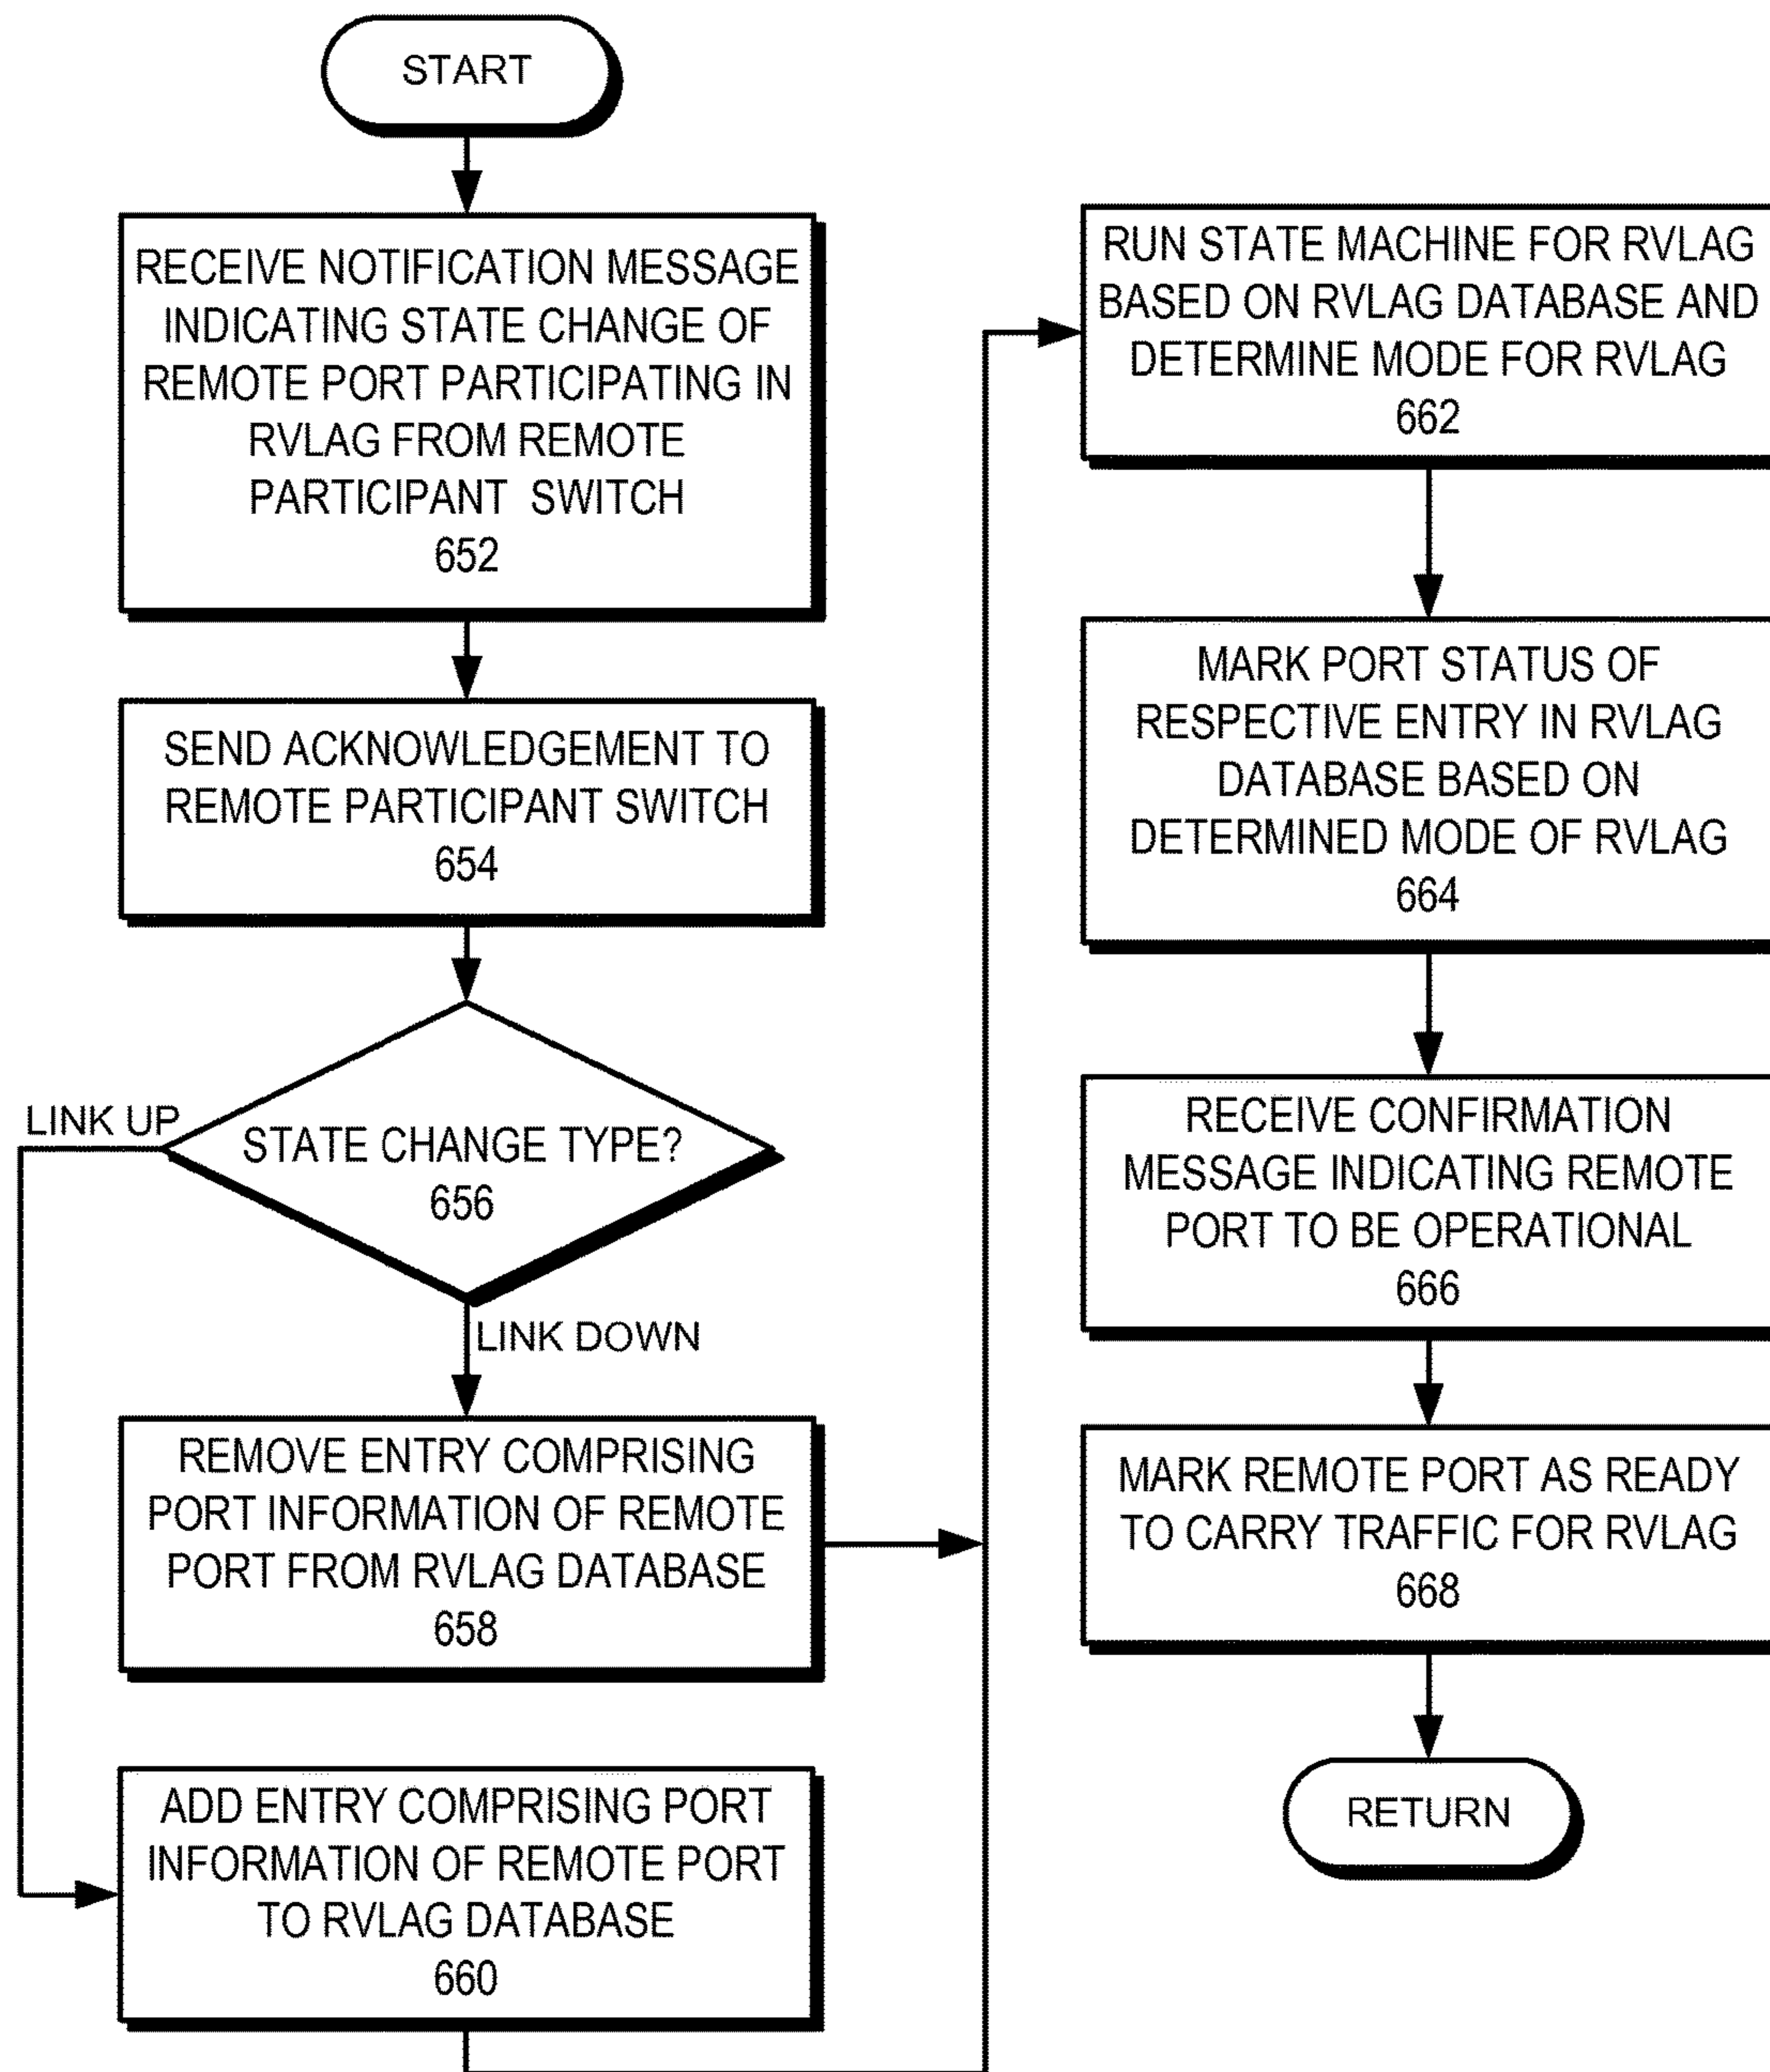 START
RECEIVE NOTIFICATION MESSAGE
INDICATING STATE CHANGE OF
REMOTE PORT PARTICIPATING IN
RVLAG FROM REMOTE
PARTICIPANT SWITCH
652
SEND ACKNOWLEDGEMENT TO
REMOTE PARTICIPANT SWITCH
654
LINK UP
STATE CHANGE TYPE?
656
LINK DOWN
REMOVE ENTRY COMPRISING
PORT INFORMATION OF REMOTE
PORT FROM RVLAG DATABASE
658
ADD ENTRY COMPRISING PORT
INFORMATION OF REMOTE PORT
TO RVLAG DATABASE
660
RUN STATE MACHINE FOR RVLAG
BASED ON RVLAG DATABASE AND
DETERMINE MODE FOR RVLAG
662
MARK PORT STATUS OF
RESPECTIVE ENTRY IN RVLAG
DATABASE BASED ON
DETERMINED MODE OF RVLAG
664
RECEIVE CONFIRMATION
MESSAGE INDICATING REMOTE
PORT TO BE OPERATIONAL
666
MARK REMOTE PORT AS READY
TO CARRY TRAFFIC FOR RVLAG
668
RETURN